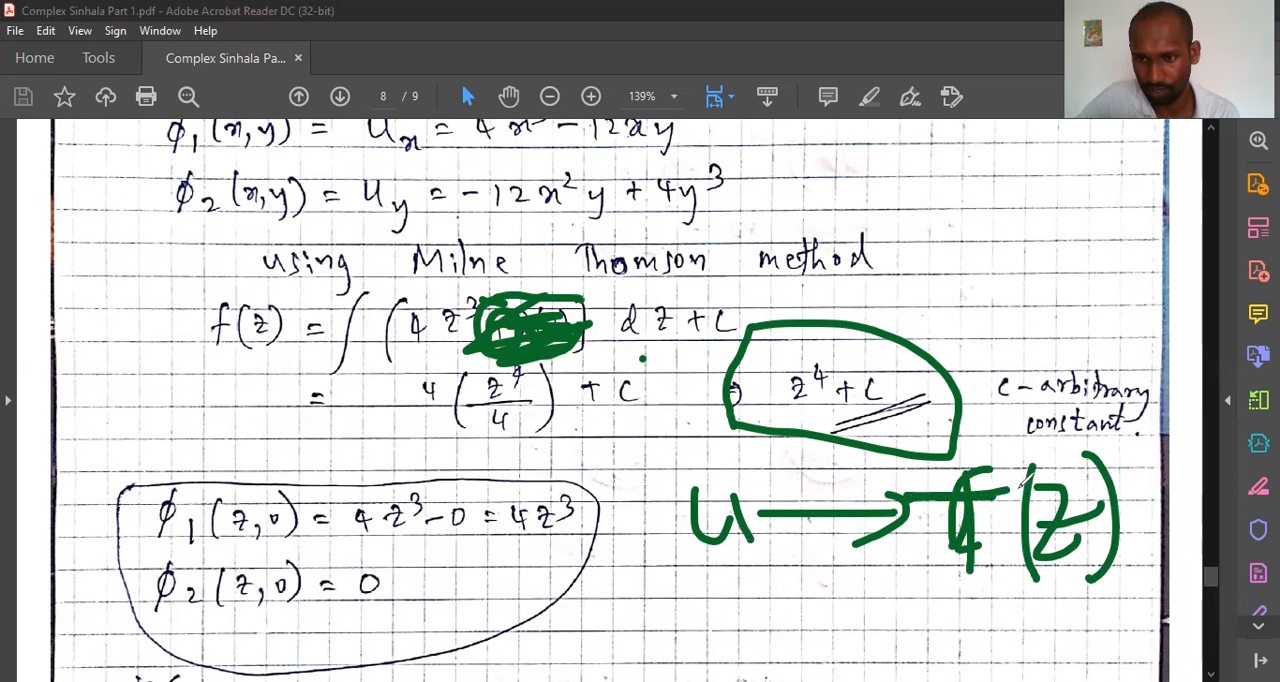 Complex Sinhala Part 1.pdf - Adobe Acrobat Reader DC (32-bit)
File Edit View Sign Window Help
Home Tools Complex Sinhala Pa... ×
8 / 9 139%
ϕ₁(x,y) = Uₓ = 4x³ - 12xy
ϕ₂(x,y) = U_y = -12x²y + 4y³
using Milne Thomson method
f(z) = ∫(4z³ ) dz + C
= 4(z⁴/4) + C ⇒ z⁴ + C C-arbitrary
constant.
ϕ₁(z,0) = 4z³ - 0 = 4z³
U → f(z)
ϕ₂(z,0) = 0